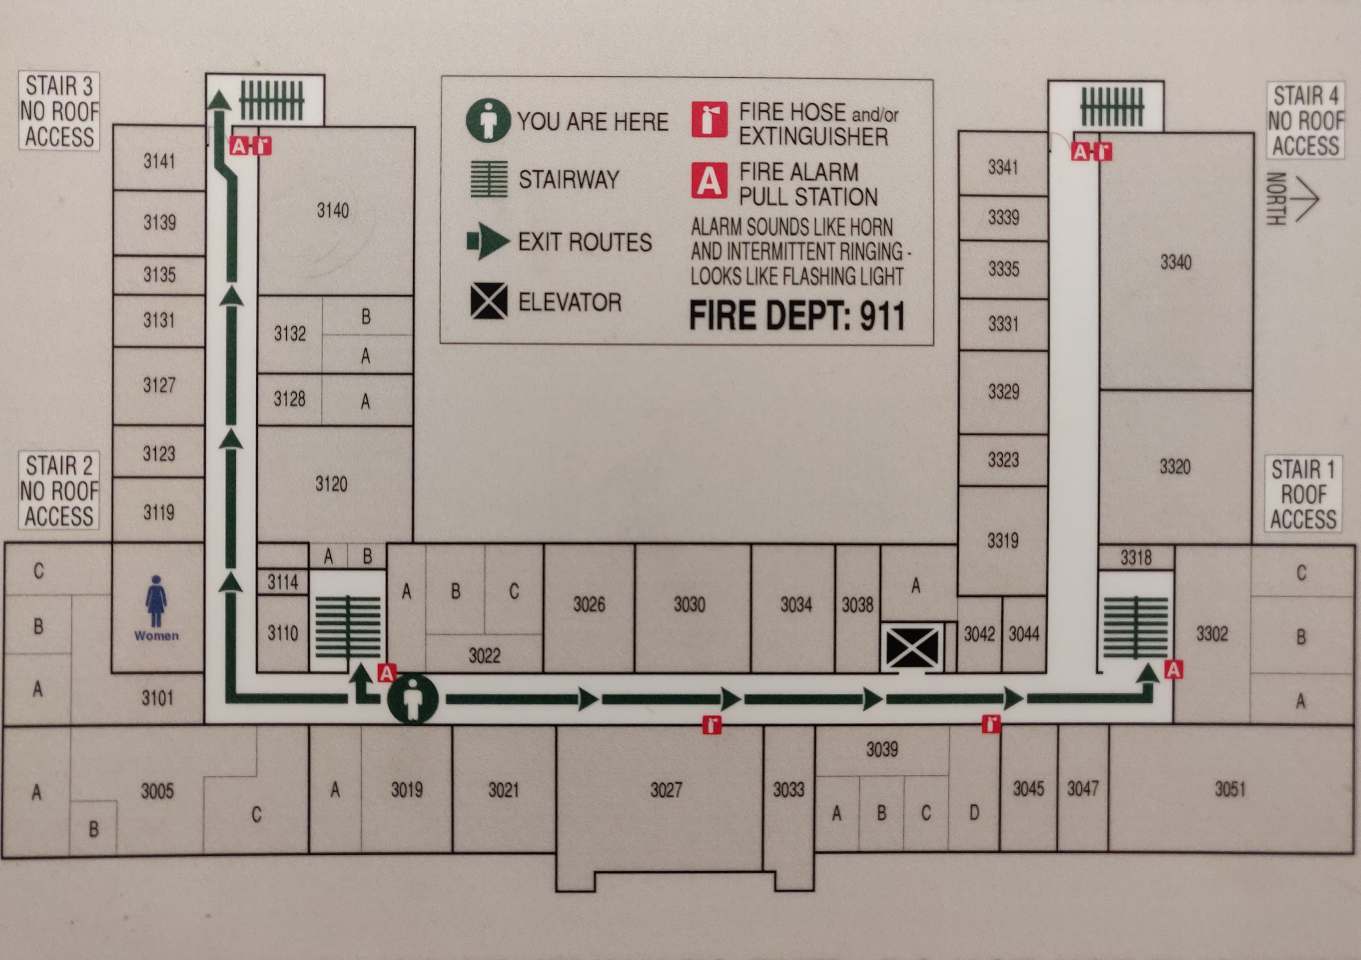 STAIR 3
NO ROOF
ACCESS
YOU ARE HERE
STAIRWAY
EXIT ROUTES
ELEVATOR
FIRE HOSE and/or
EXTINGUISHER
A
FIRE ALARM
PULL STATION
ALARM SOUNDS LIKE HORN
AND INTERMITTENT RINGING -
LOOKS LIKE FLASHING LIGHT
FIRE DEPT: 911
STAIR 4
NO ROOF
ACCESS
NORTH
A
A
3141
3139
3135
3131
3127
3123
3119
3140
3132
B
A
3128
A
3120
3341
3339
3335
3331
3329
3323
3319
3340
3320
STAIR 2
NO ROOF
ACCESS
STAIR 1
ROOF
ACCESS
C
B
A
Women
3101
3114
3110
A
B
A
A
B
C
3022
3026
3030
3034
3038
A
3042
3044
3318
A
3302
C
B
A
A
3005
B
C
A
3019
3021
3027
3033
3039
A
B
C
D
3045
3047
3051